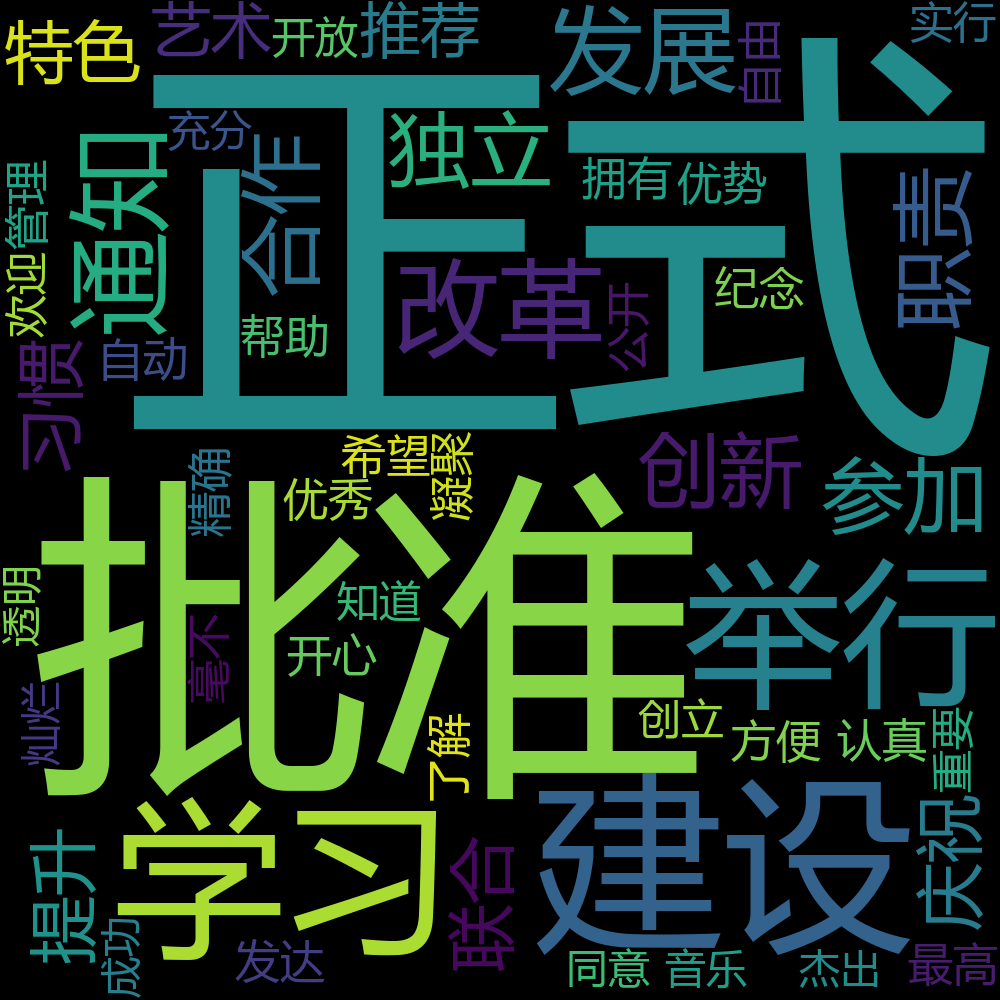 特色
艺术
开放
推荐
发展
自由
实行
正式
充分
通知
合作
独立
拥有
优势
职责
管理
欢迎
改革
公开
纪念
帮助
自动
习惯
希望
凝聚
创新
参加
精确
优秀
批准
举行
透明
知道
毫不
开心
灿烂
了解
创立
方便
认真
重要
学习
建设
庆祝
提升
联合
成功
发达
同意
音乐
杰出
最高